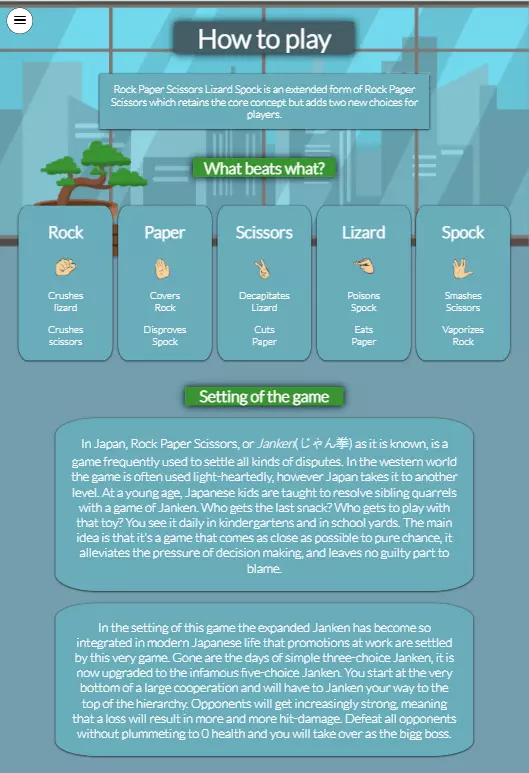 How to play
Rock Paper Scissors Lizard Spock is an extended form of Rock Paper
Scissors which retains the core concept but adds two new choices for
players.
What beats what?
Rock
Crushes
lizard
Crushes
scissors
Paper
Covers
Rock
Disproves
Spock
Scissors
Decapitates
Lizard
Cuts
Paper
Lizard
Poisons
Spock
Eats
Paper
Spock
Smashes
Scissors
Vaporizes
Rock
Setting of the game
In Japan, Rock Paper Scissors, or Janken(じゃん拳) as it is known, is a
game frequently used to settle all kinds of disputes. In the western world
the game is often used light-heartedly, however Japan takes it to another
level. At a young age, Japanese kids are taught to resolve sibling quarrels
with a game of Janken. Who gets the last snack? Who gets to play with
that toy? You see it daily in kindergartens and in school yards. The main
idea is that it's a game that comes as close as possible to pure chance, it
alleviates the pressure of decision making, and leaves no guilty part to
blame.
In the setting of this game the expanded Janken has become so
integrated in modern Japanese life that promotions at work are settled
by this very game. Gone are the days of simple three-choice Janken, it is
now upgraded to the infamous five-choice Janken. You start at the very
bottom of a large cooperation and will have to Janken your way to the
top of the hierarchy. Opponents will get increasingly strong, meaning
that a loss will result in more and more hit-damage. Defeat all opponents
without plummeting to 0 health and you will take over as the bigg boss.